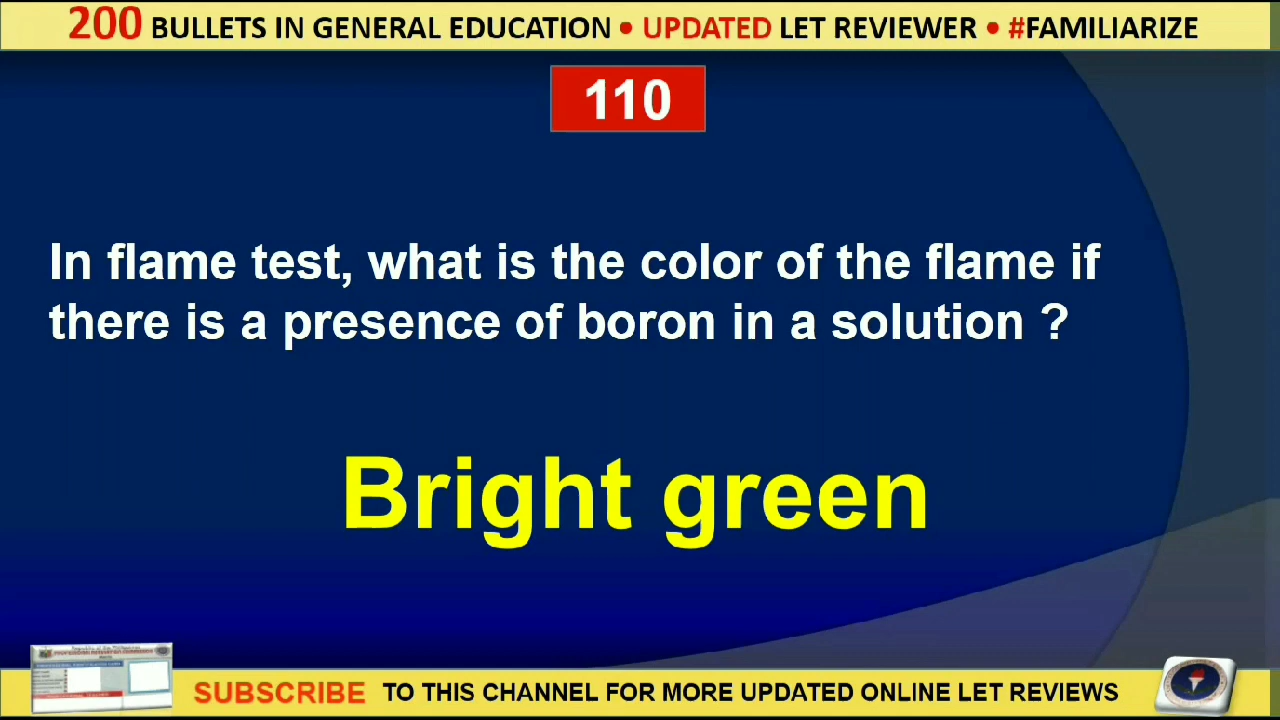 200 BULLETS IN GENERAL EDUCATION • UPDATED LET REVIEWER • #FAMILIARIZE
110
In flame test, what is the color of the flame if
there is a presence of boron in a solution ?
Bright green
SUBSCRIBE TO THIS CHANNEL FOR MORE UPDATED ONLINE LET REVIEWS